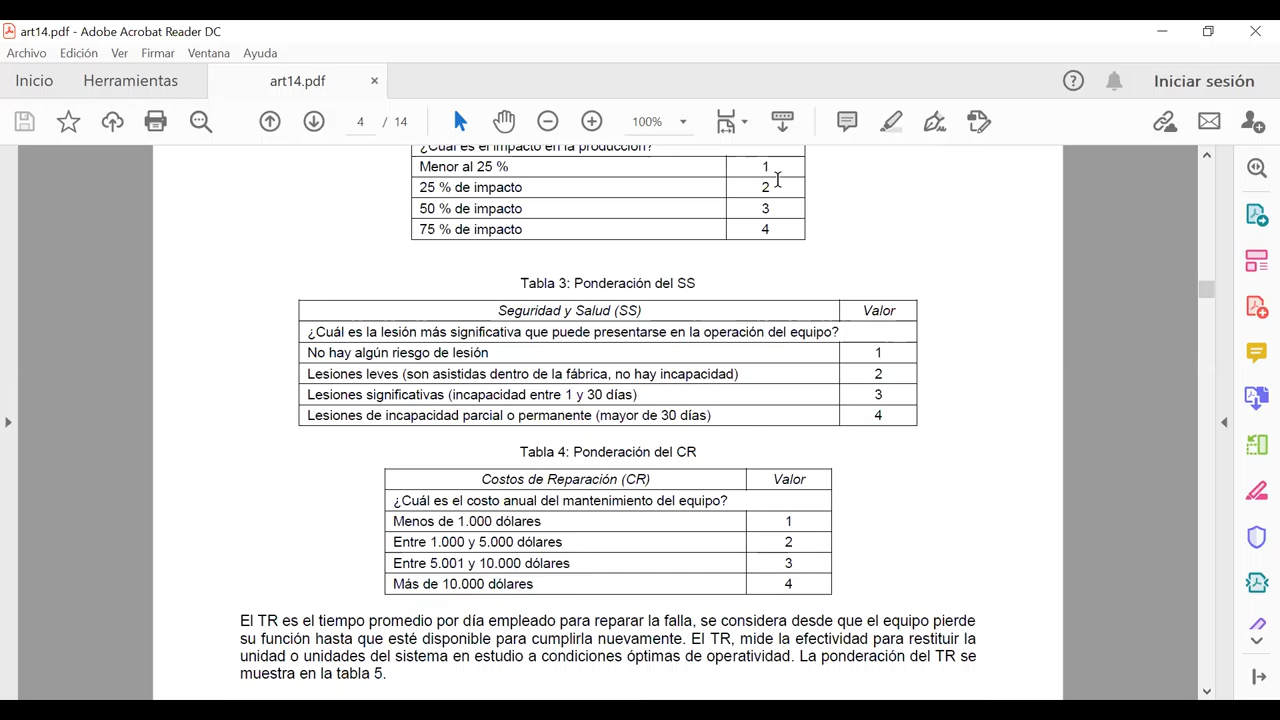 art14.pdf - Adobe Acrobat Reader DC
Archivo Edición Ver Firmar Ventana Ayuda
Inicio Herramientas art14.pdf × Iniciar sesión
4 / 14 100%
¿Cuál es el impacto en la producción?
Menor al 25 % 1
25 % de impacto 2
50 % de impacto 3
75 % de impacto 4
Tabla 3: Ponderación del SS
Seguridad y Salud (SS) Valor
¿Cuál es la lesión más significativa que puede presentarse en la operación del equipo?
No hay algún riesgo de lesión 1
Lesiones leves (son asistidas dentro de la fábrica, no hay incapacidad) 2
Lesiones significativas (incapacidad entre 1 y 30 días) 3
Lesiones de incapacidad parcial o permanente (mayor de 30 días) 4
Tabla 4: Ponderación del CR
Costos de Reparación (CR) Valor
¿Cuál es el costo anual del mantenimiento del equipo?
Menos de 1.000 dólares 1
Entre 1.000 y 5.000 dólares 2
Entre 5.001 y 10.000 dólares 3
Más de 10.000 dólares 4
El TR es el tiempo promedio por día empleado para reparar la falla, se considera desde que el equipo pierde
su función hasta que esté disponible para cumplirla nuevamente. El TR, mide la efectividad para restituir la
unidad o unidades del sistema en estudio a condiciones óptimas de operatividad. La ponderación del TR se
muestra en la tabla 5.